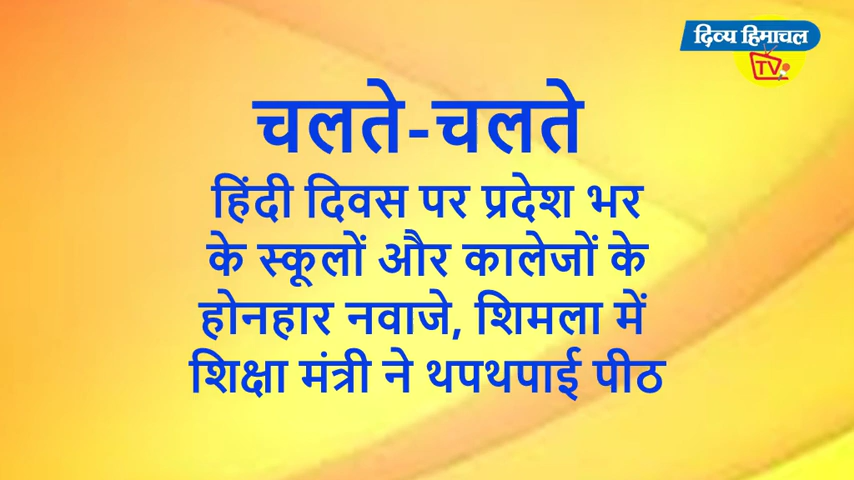 दिव्य हिमाचल
TV
चलते-चलते
हिंदी दिवस पर प्रदेश भर
के स्कूलों और कालेजों के
होनहार नवाजे, शिमला में
शिक्षा मंत्री ने थपथपाई पीठ